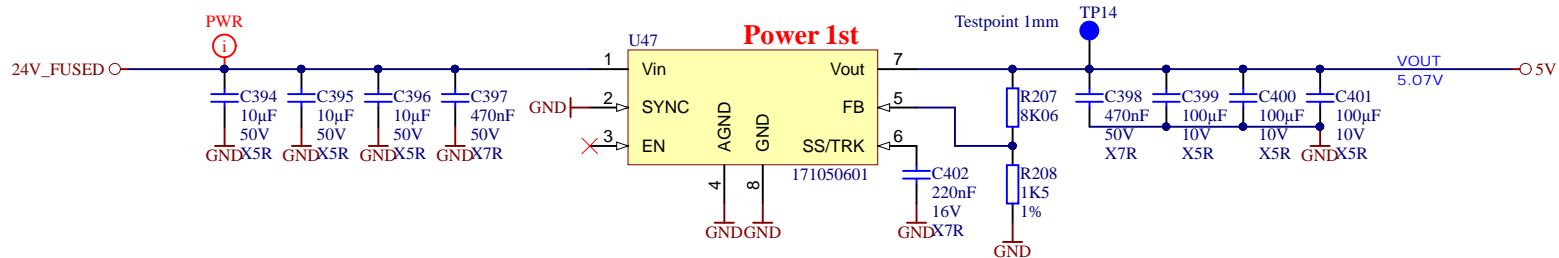 PWR
i
24V_FUSED
C394
10µF
50V
X5R
GND
C395
10µF
50V
X5R
GND
C396
10µF
50V
X5R
GND
C397
470nF
50V
X7R
GND
U47
Power 1st
1
Vin
GND
2
SYNC
3
EN
AGND
4
GND
8
GND
GND
Vout
7
FB
5
SS/TRK
6
171050601
C402
220nF
16V
X7R
GND
R207
8K06
R208
1K5
1%
GND
Testpoint 1mm
TP14
C398
470nF
50V
X7R
C399
100µF
10V
X5R
C400
100µF
10V
X5R
C401
100µF
10V
X5R
GND
VOUT
5.07V
5V